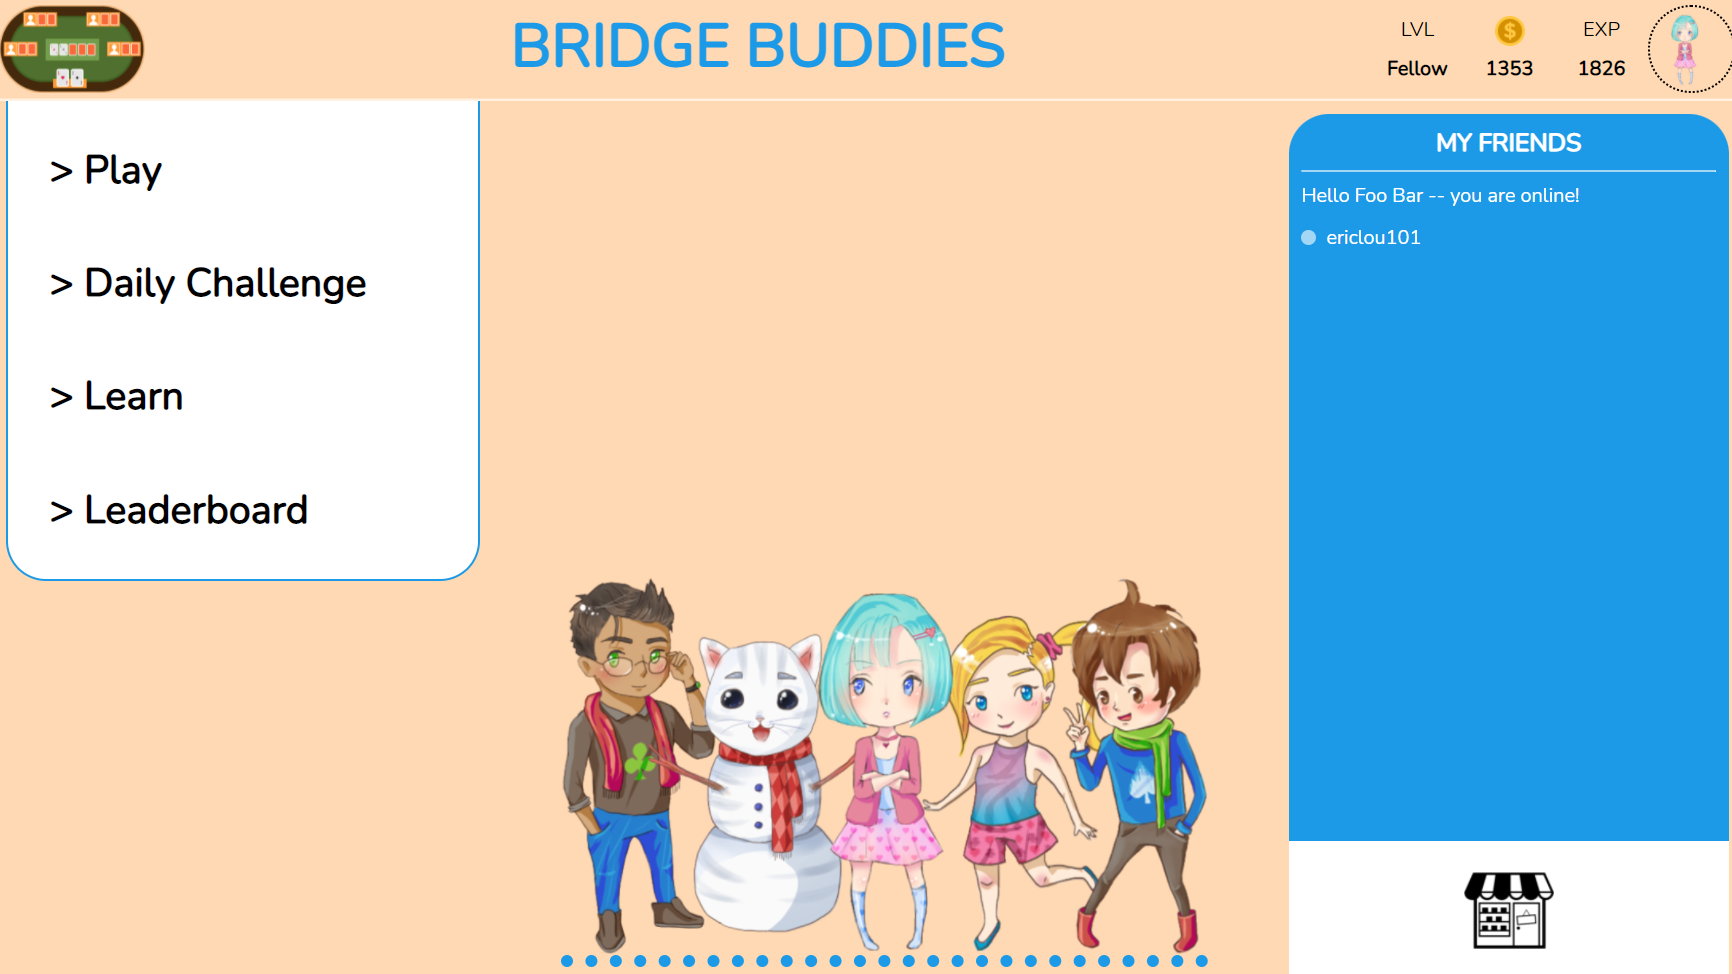 BRIDGE BUDDIES
LVL
Fellow
$
1353
EXP
1826
> Play
> Daily Challenge
> Learn
> Leaderboard
MY FRIENDS
Hello Foo Bar -- you are online!
ericlou101